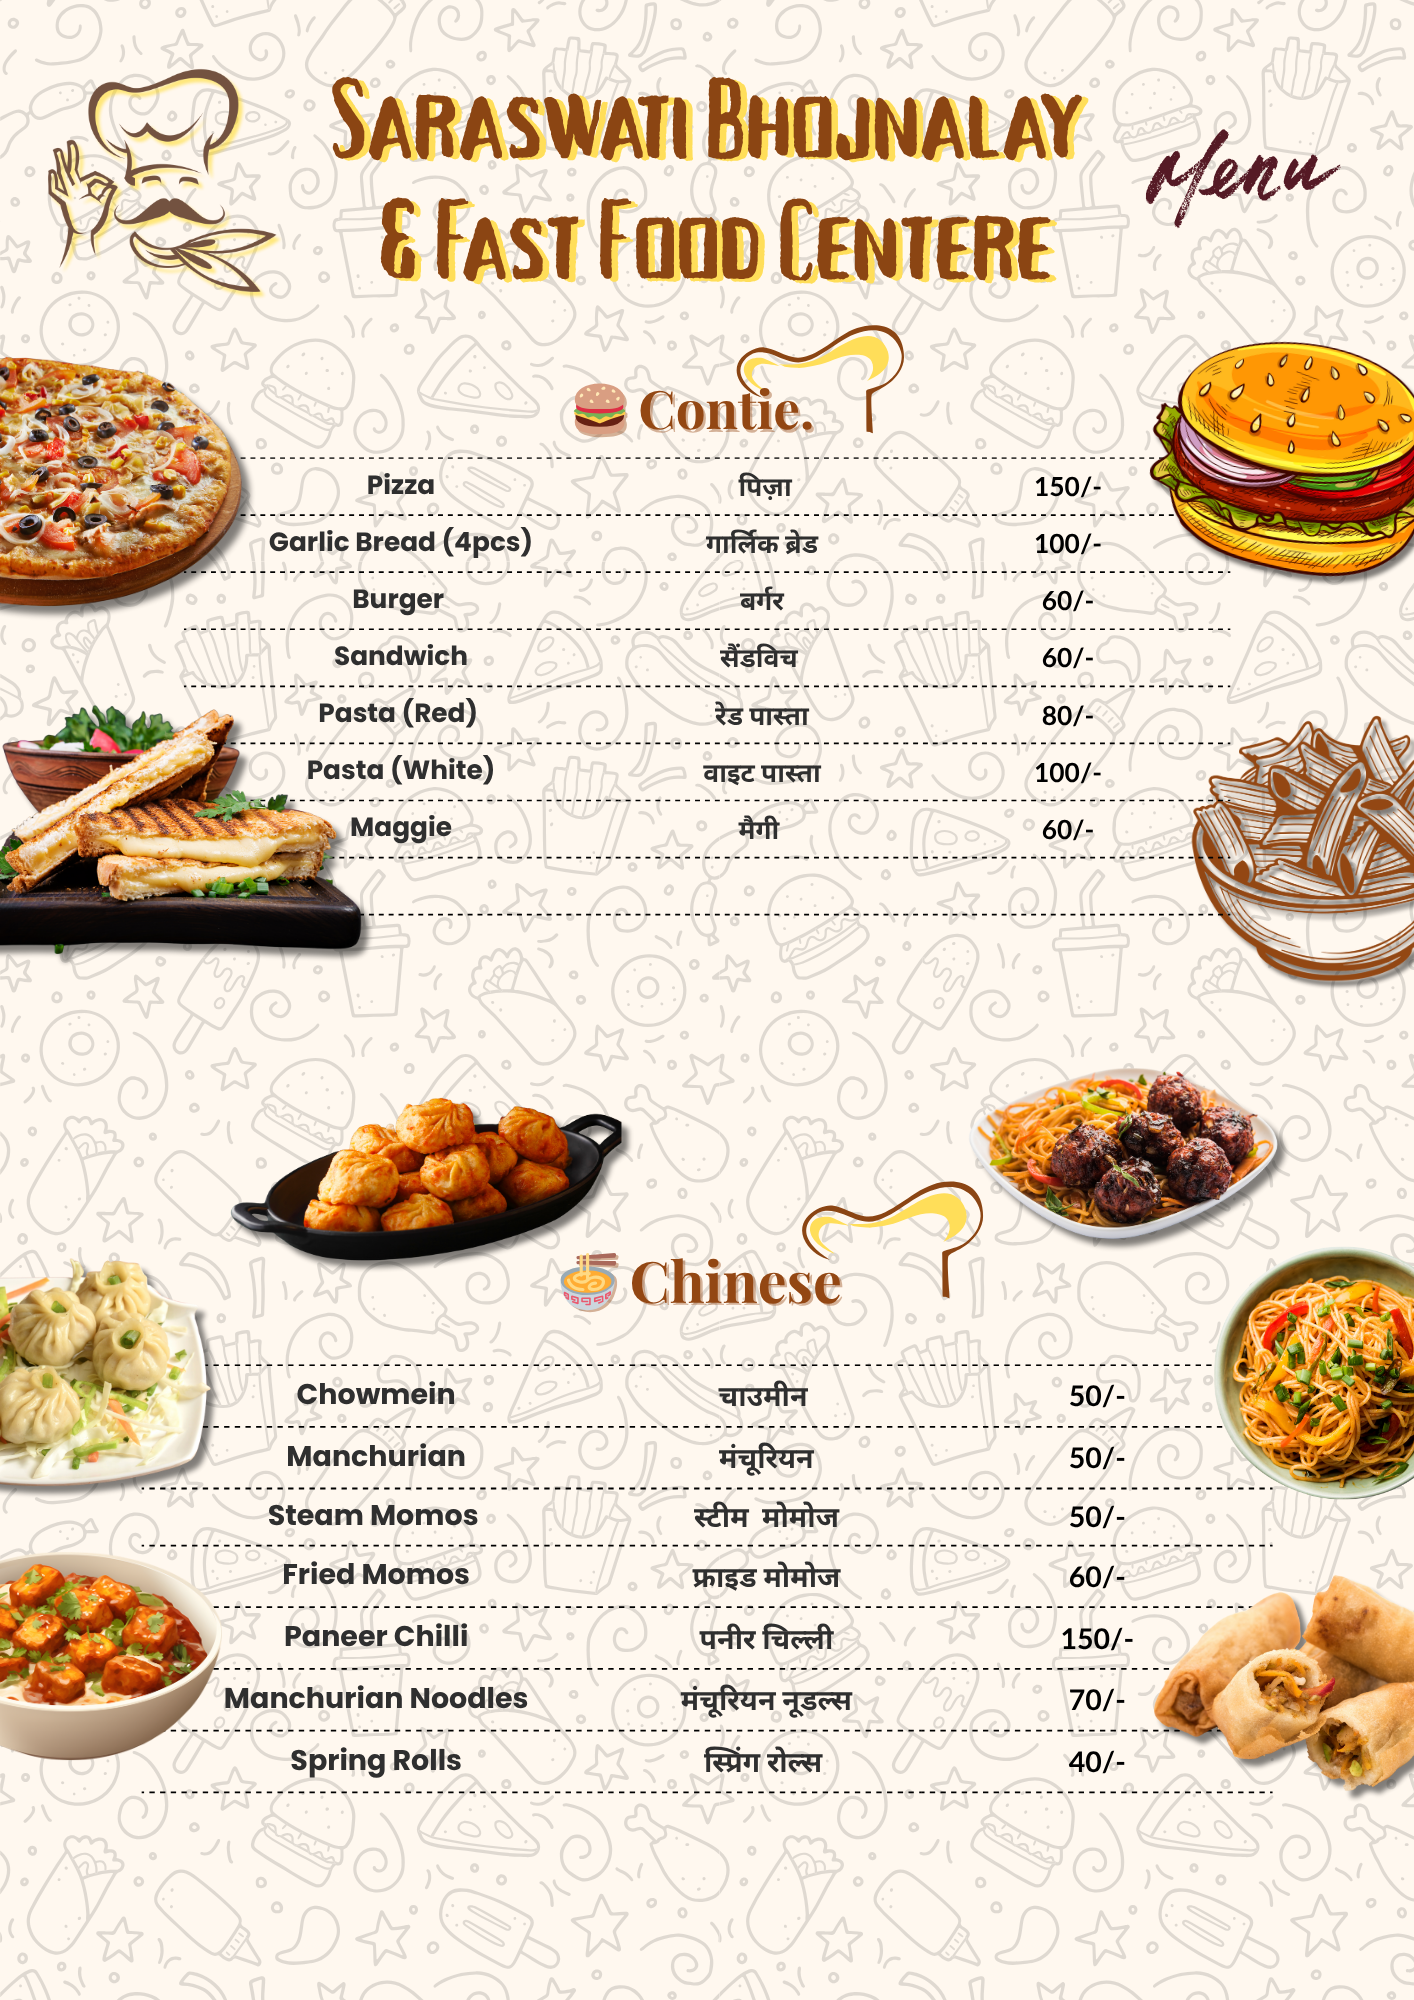 Saraswati Bhojnalay
& Fast Food Centere
Menu
Contie.
Pizza पिज़ा 150/-
Garlic Bread (4pcs) गार्लिक ब्रेड 100/-
Burger बर्गर 60/-
Sandwich सैंडविच 60/-
Pasta (Red) रेड पास्ता 80/-
Pasta (White) वाइट पास्ता 100/-
Maggie मैगी 60/-
Chinese
Chowmein चाउमीन 50/-
Manchurian मंचूरियन 50/-
Steam Momos स्टीम मोमोज 50/-
Fried Momos फ्राइड मोमोज 60/-
Paneer Chilli पनीर चिल्ली 150/-
Manchurian Noodles मंचूरियन नूडल्स 70/-
Spring Rolls स्प्रिंग रोल्स 40/-